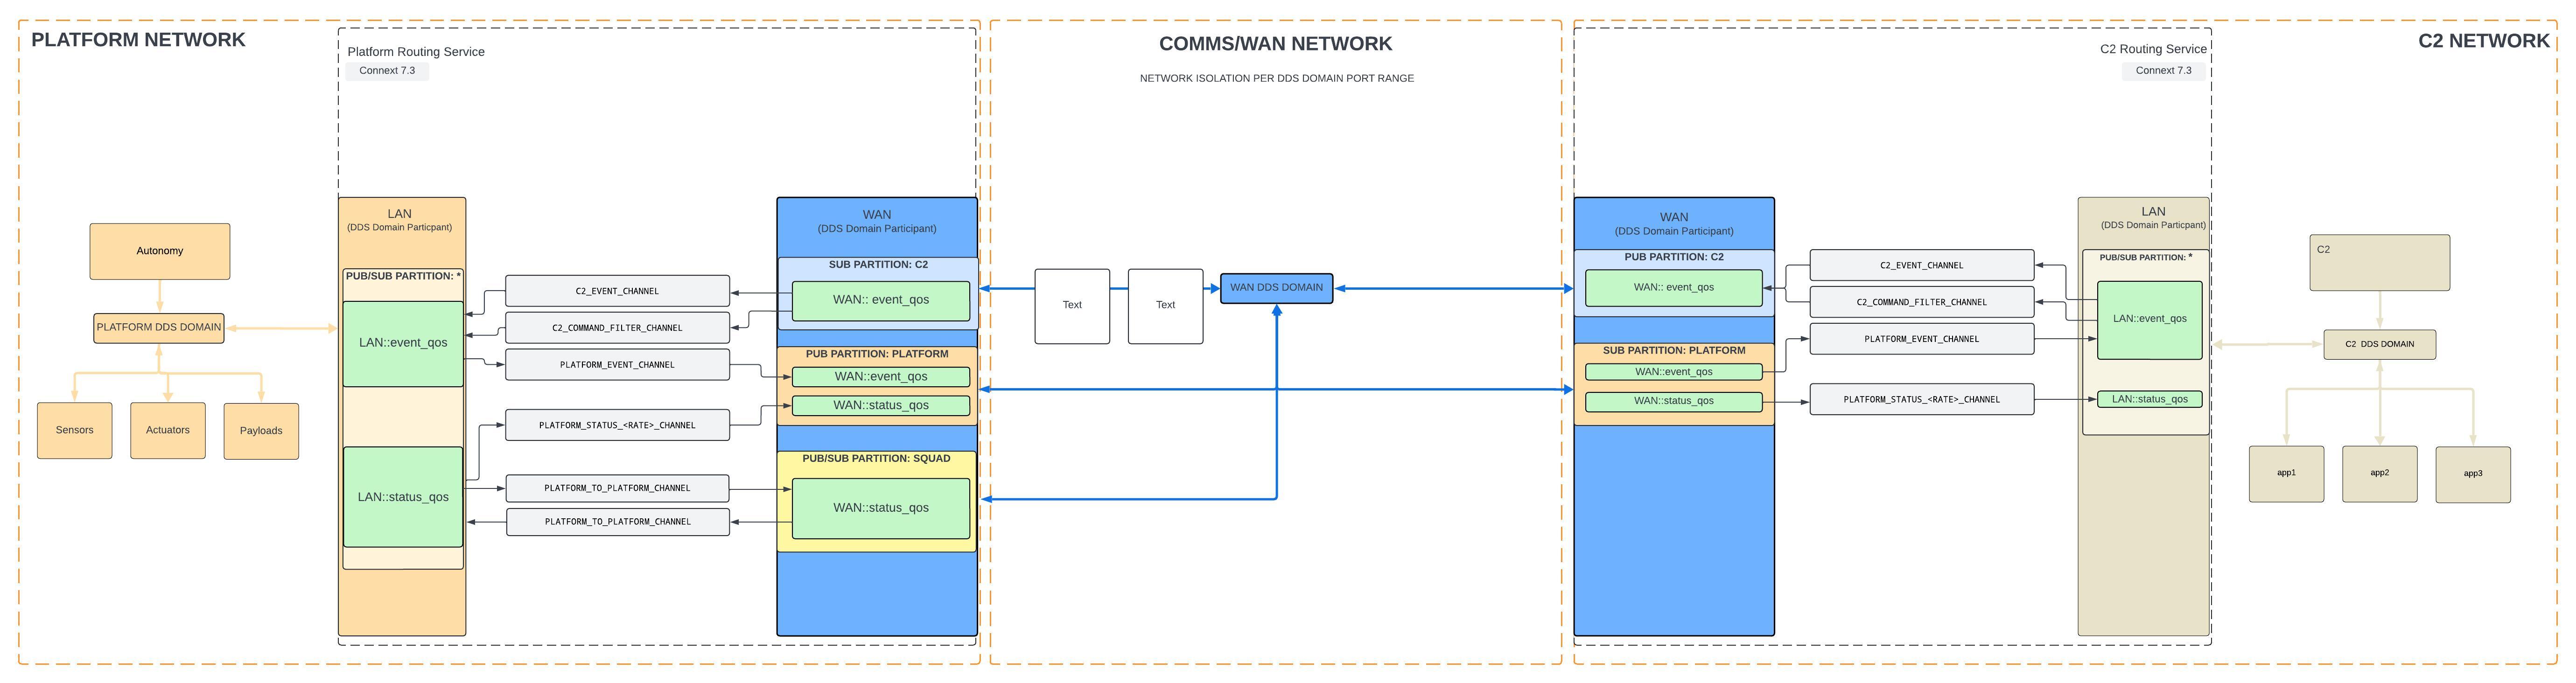 PLATFORM NETWORK
Platform Routing Service
Connext 7.3
Autonomy
PLATFORM DDS DOMAIN
Sensors
Actuators
Payloads
LAN
(DDS Domain Particpant)
PUB/SUB PARTITION: *
LAN::event_qos
LAN::status_qos
C2_EVENT_CHANNEL
C2_COMMAND_FILTER_CHANNEL
PLATFORM_EVENT_CHANNEL
PLATFORM_STATUS_<RATE>_CHANNEL
PLATFORM_TO_PLATFORM_CHANNEL
PLATFORM_TO_PLATFORM_CHANNEL
WAN
(DDS Domain Participant)
SUB PARTITION: C2
WAN:: event_qos
PUB PARTITION: PLATFORM
WAN::event_qos
WAN::status_qos
PUB/SUB PARTITION: SQUAD
WAN::status_qos
COMMS/WAN NETWORK
NETWORK ISOLATION PER DDS DOMAIN PORT RANGE
Text
Text
WAN DDS DOMAIN
C2 NETWORK
C2 Routing Service
Connext 7.3
WAN
(DDS Domain Participant)
PUB PARTITION: C2
WAN:: event_qos
SUB PARTITION: PLATFORM
WAN::event_qos
WAN::status_qos
C2_EVENT_CHANNEL
C2_COMMAND_FILTER_CHANNEL
PLATFORM_EVENT_CHANNEL
PLATFORM_STATUS_<RATE>_CHANNEL
LAN
(DDS Domain Particpant)
PUB/SUB PARTITION: *
LAN::event_qos
LAN::status_qos
C2
C2 DDS DOMAIN
app1
app2
app3